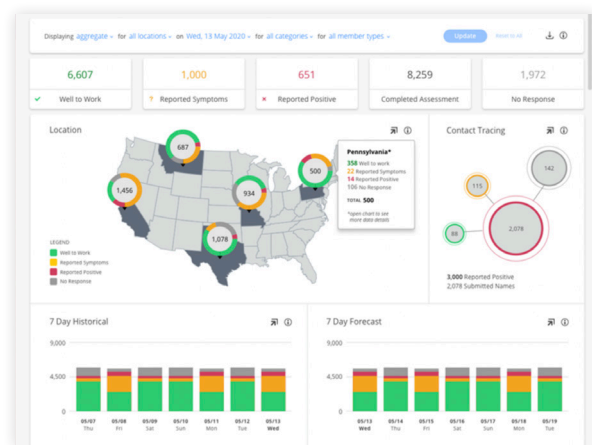 Displaying aggregate for all locations on Wed, 13 May 2020 for all categories for all member types
Update
6,607
Well to Work
1,000
? Reported Symptoms
651
Reported Positive
8,259
Completed Assessment
1,972
No Response
Location
687
1,456
934
500
1,078
Pennsylvania*
358 Well to work
22 Reported Symptoms
14 Reported Positive
106 No Response
TOTAL 500
*open chart to see
more data details
LEGEND
Well to Work
Reported Symptoms
Reported Positive
No Response
Contact Tracing
142
115
88
2,078
3,000 Reported Positive
2,078 Submitted Names
7 Day Historical
9,000
4,500
0
05/07 05/08 05/09 05/10 05/11 05/12 05/13
Thu Fri Sat Sun Mon Tue Wed
7 Day Forecast
9,000
4,500
0
05/13 05/14 05/15 05/16 05/17 05/18 05/19
Wed Thu Fri Sat Sun Mon Tue